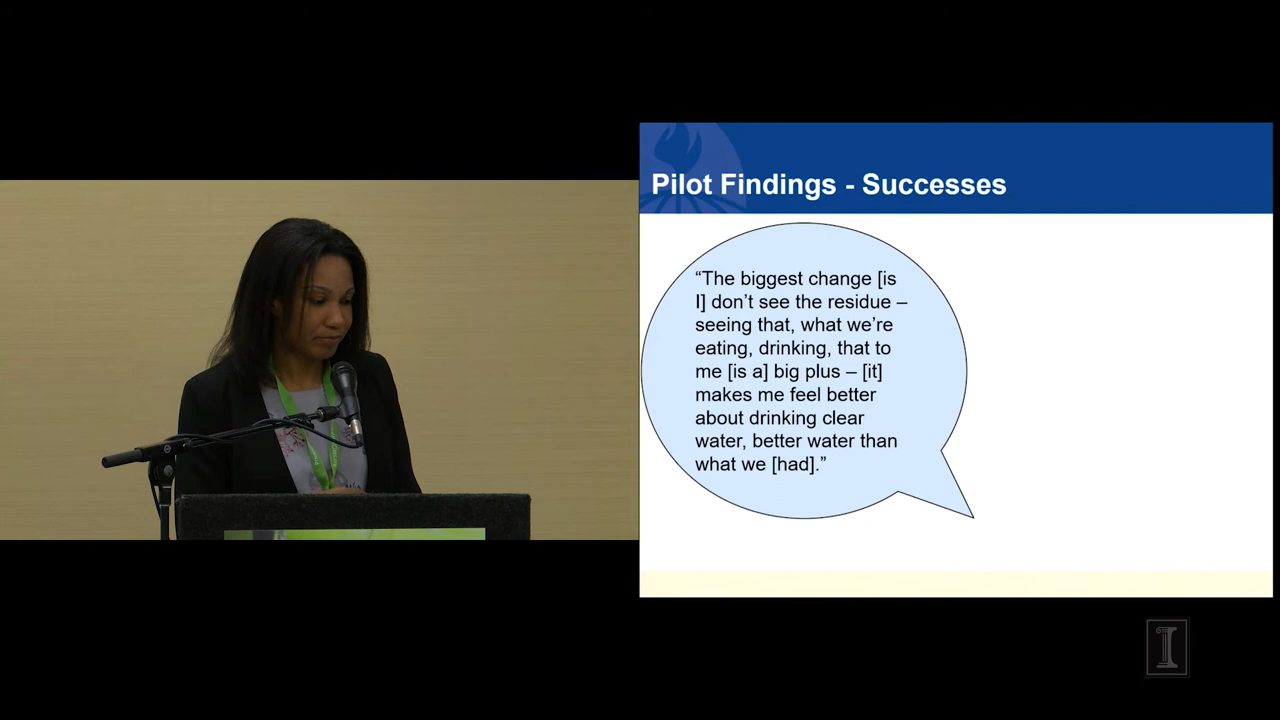 Pilot Findings - Successes
“The biggest change [is
I] don’t see the residue –
seeing that, what we’re
eating, drinking, that to
me [is a] big plus – [it]
makes me feel better
about drinking clear
water, better water than
what we [had].”